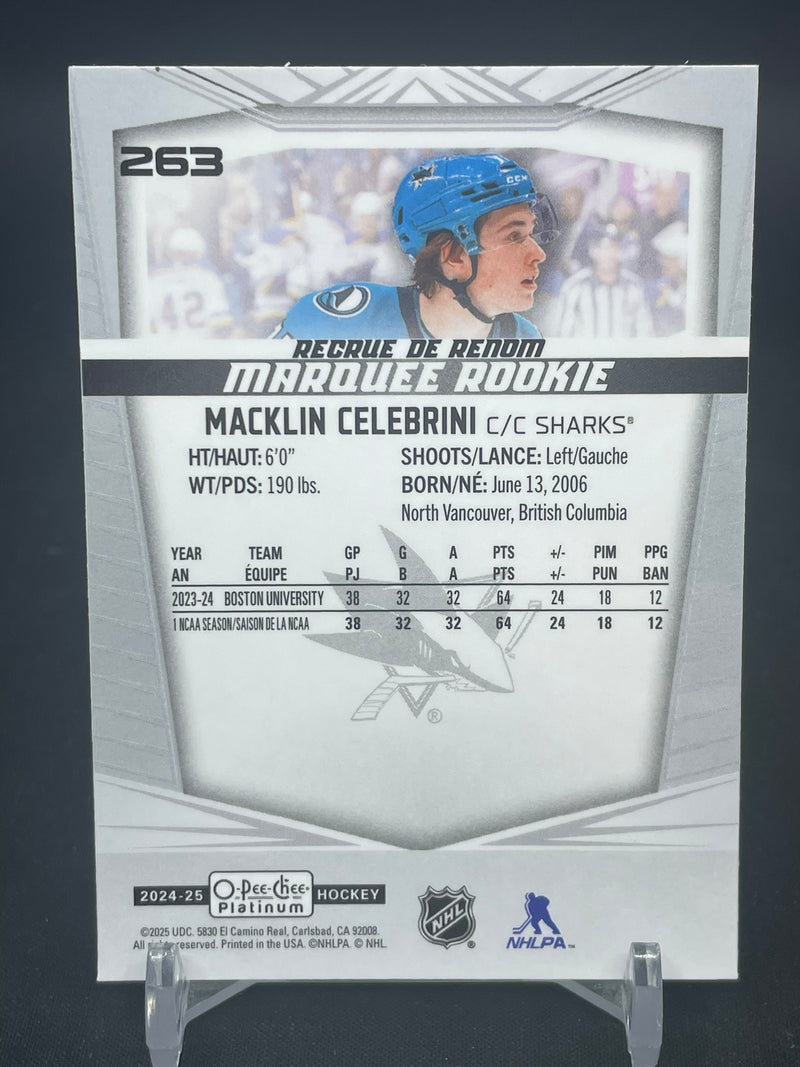 263
CCM
42
RECRUE DE RENOM
MARQUEE ROOKIE
MACKLIN CELEBRINI C/C SHARKS®
HT/HAUT: 6'0" SHOOTS/LANCE: Left/Gauche
WT/PDS: 190 lbs. BORN/NÉ: June 13, 2006
North Vancouver, British Columbia
YEAR TEAM GP G A PTS +/- PIM PPG
AN ÉQUIPE PJ B A PTS +/- PUN BAN
2023-24 BOSTON UNIVERSITY 38 32 32 64 24 18 12
1 NCAA SEASON/SAISON DE LA NCAA 38 32 32 64 24 18 12
®
2024-25 O-Pee-Chee® Platinum HOCKEY
©2025 UDC. 5830 El Camino Real, Carlsbad, CA 92008.
All rights reserved. Printed in the USA. ©NHLPA. © NHL.
NHL ®
NHLPA™